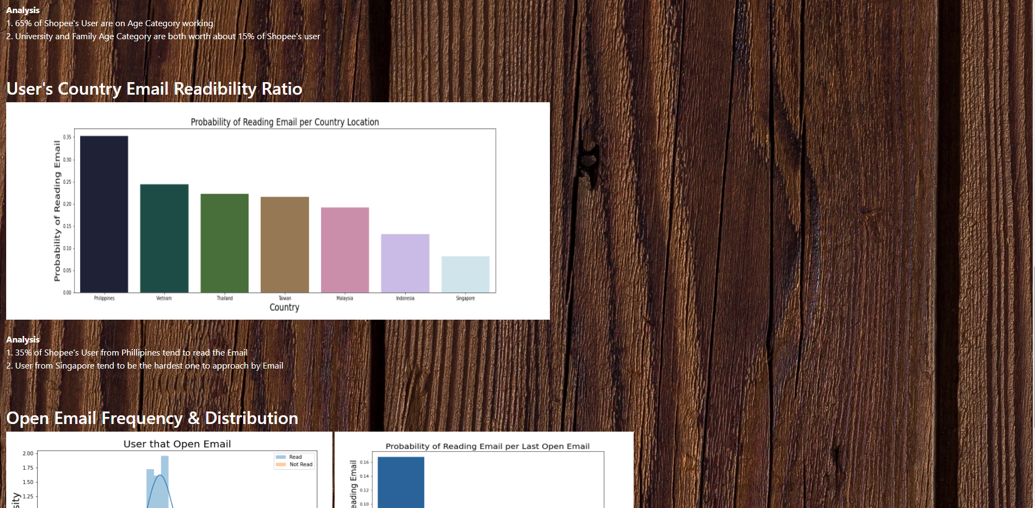 Analysis
1. 65% of Shopee's User are on Age Category working
2. University and Family Age Category are both worth about 15% of Shopee's user
User's Country Email Readibility Ratio
Probability of Reading Email per Country Location
Probability of Reading Email
0.35
0.30
0.25
0.20
0.15
0.10
0.05
0.00
Philippines Vietnam Thailand Taiwan Malaysia Indonesia Singapore
Country
Analysis
1. 35% of Shopee's User from Phillipines tend to read the Email
2. User from Singapore tend to be the hardest one to approach by Email
Open Email Frequency & Distribution
User that Open Email
2.00
1.75
1.50
1.25
Read
Not Read
Probability of Reading Email per Last Open Email
0.16
0.14
0.12
0.10